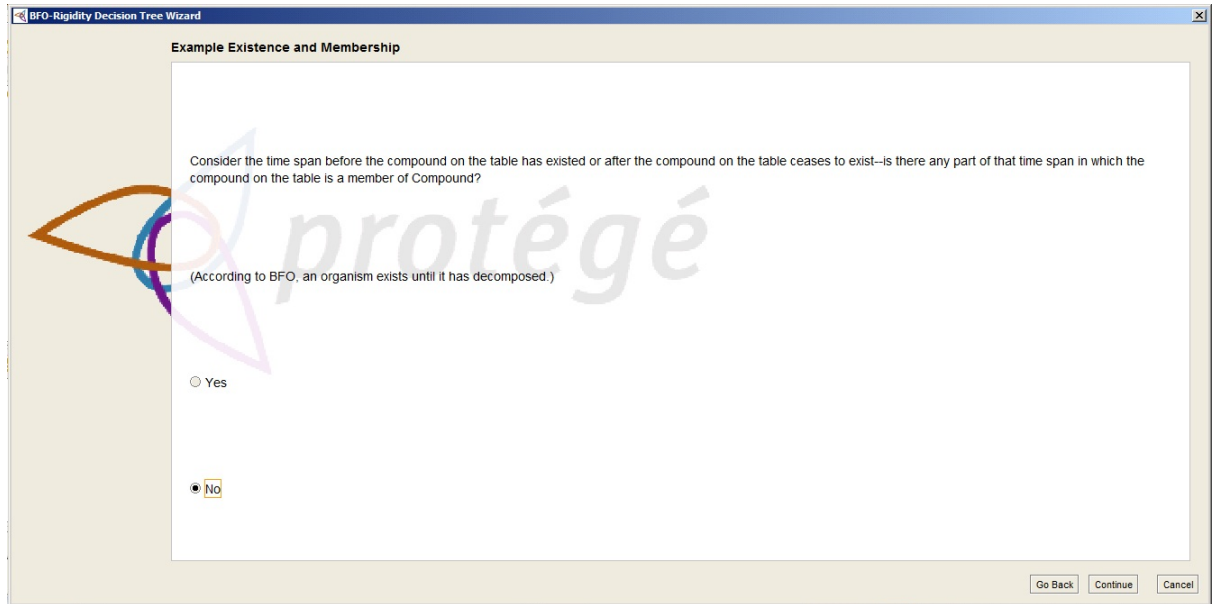 BFO-Rigidity Decision Tree Wizard
Example Existence and Membership
Consider the time span before the compound on the table has existed or after the compound on the table ceases to exist--is there any part of that time span in which the
compound on the table is a member of Compound?
protégé
(According to BFO, an organism exists until it has decomposed.)
Yes
No
Go Back Continue Cancel